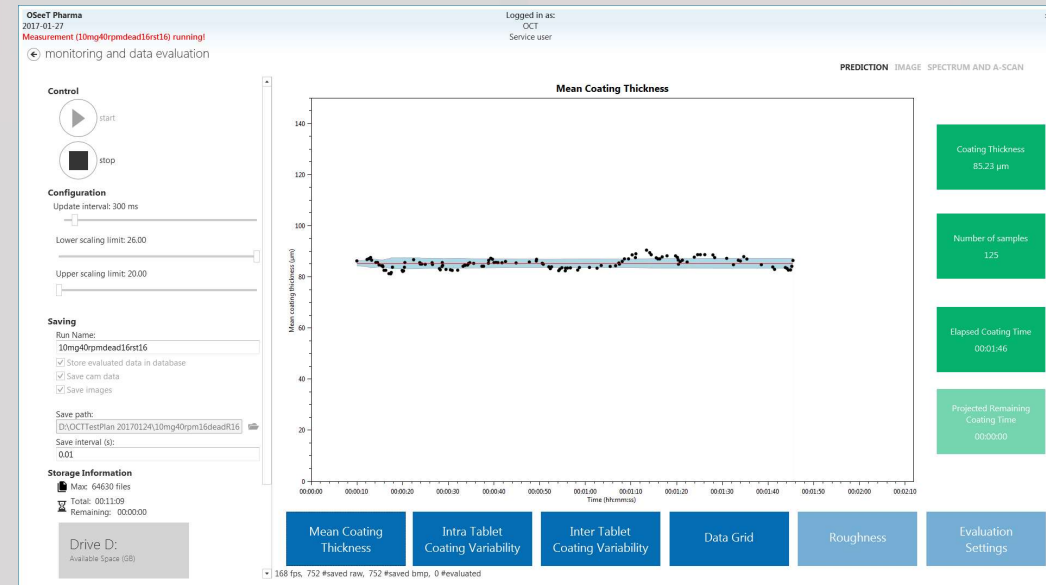 OSeeT Pharma
2017-01-27
Measurement (10mg40rpmdead16rst16) running!
Logged in as:
OCT
Service user
monitoring and data evaluation
PREDICTION IMAGE SPECTRUM AND A-SCAN
Control
start
stop
Configuration
Update interval: 300 ms
Lower scaling limit: 26.00
Upper scaling limit: 20.00
Saving
Run Name:
10mg40rpmdead16rst16
Store evaluated data in database
Save cam data
Save images
Save path:
D:\OCTTestPlan 20170124\10mg40rpm16deadR16
Save interval (s):
0.01
Storage Information
Max: 64630 files
Total: 00:11:09
Remaining: 00:00:00
Drive D:
Available Space (GB)
Mean Coating Thickness
Mean coating thickness (µm)
140
120
100
80
60
40
20
0
00:00:00 00:00:10 00:00:20 00:00:30 00:00:40 00:00:50 00:01:00 00:01:10 00:01:20 00:01:30 00:01:40 00:01:50 00:02:00 00:02:10
Time (hh:mm:ss)
Coating Thickness
85.23 µm
Number of samples
125
Elapsed Coating Time
00:01:46
Projected Remaining
Coating Time
00:00:00
Mean Coating
Thickness
Intra Tablet
Coating Variability
Inter Tablet
Coating Variability
Data Grid
Roughness
Evaluation
Settings
168 fps, 752 #saved raw, 752 #saved bmp, 0 #evaluated